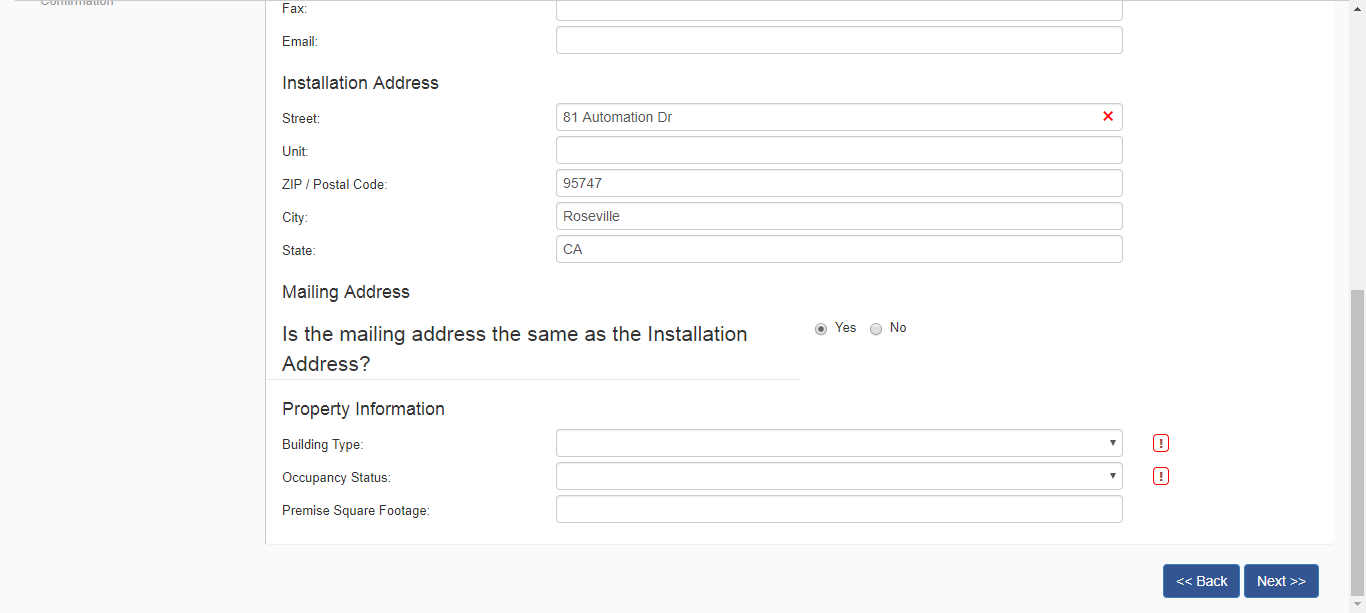 Confirmation
Fax:
Email:
Installation Address
Street: 81 Automation Dr
Unit:
ZIP / Postal Code: 95747
City: Roseville
State: CA
Mailing Address
Is the mailing address the same as the Installation Yes No
Address?
Property Information
Building Type: !
Occupancy Status: !
Premise Square Footage:
<< Back Next >>